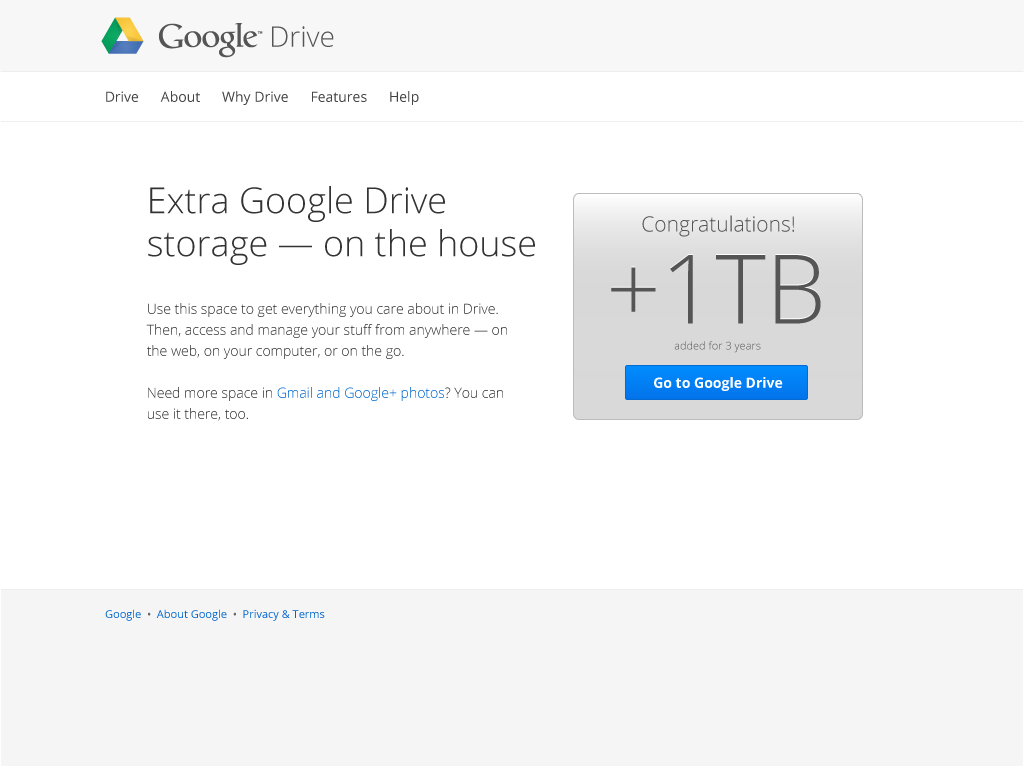 Google™ Drive
Drive About Why Drive Features Help
Extra Google Drive
storage — on the house
Use this space to get everything you care about in Drive.
Then, access and manage your stuff from anywhere — on
the web, on your computer, or on the go.
Need more space in Gmail and Google+ photos? You can
use it there, too.
Congratulations!
+1TB
added for 3 years
Go to Google Drive
Google • About Google • Privacy & Terms